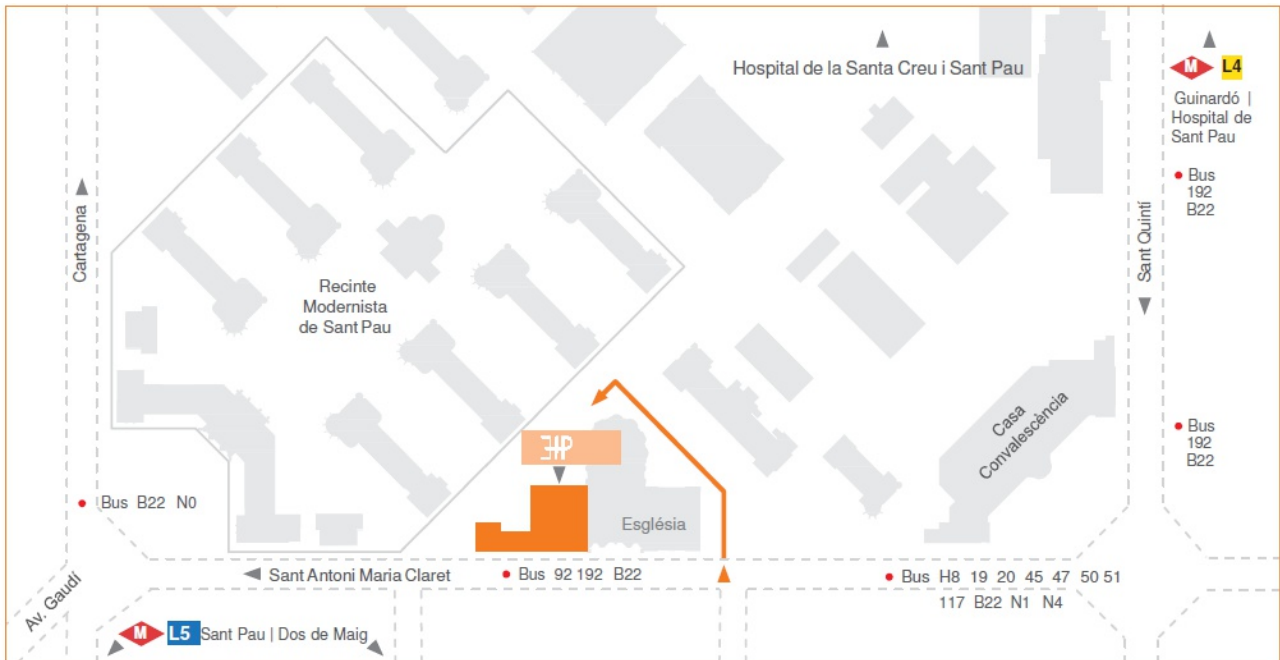 Hospital de la Santa Creu i Sant Pau
M L4
Guinardó |
Hospital de
Sant Pau
Bus
192
B22
Cartagena
Sant Quintí
Recinte
Modernista
de Sant Pau
Casa
Convalescència
Bus
192
B22
Bus B22 N0
Església
Sant Antoni Maria Claret
Bus 92 192 B22
Bus H8 19 20 45 47 50 51
117 B22 N1 N4
Av. Gaudí
M L5 Sant Pau | Dos de Maig